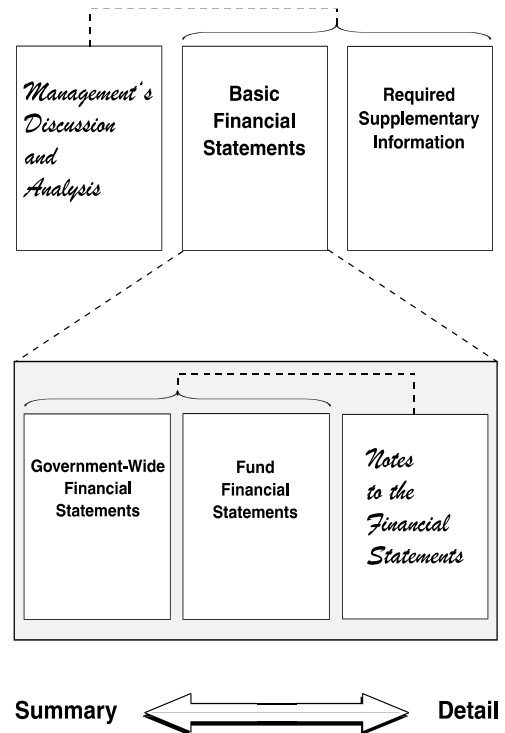 Management's
Discussion
and
Analysis
Basic
Financial
Statements
Required
Supplementary
Information
Government-Wide
Financial
Statements
Fund
Financial
Statements
Notes
to the
Financial
Statements
Summary
Detail